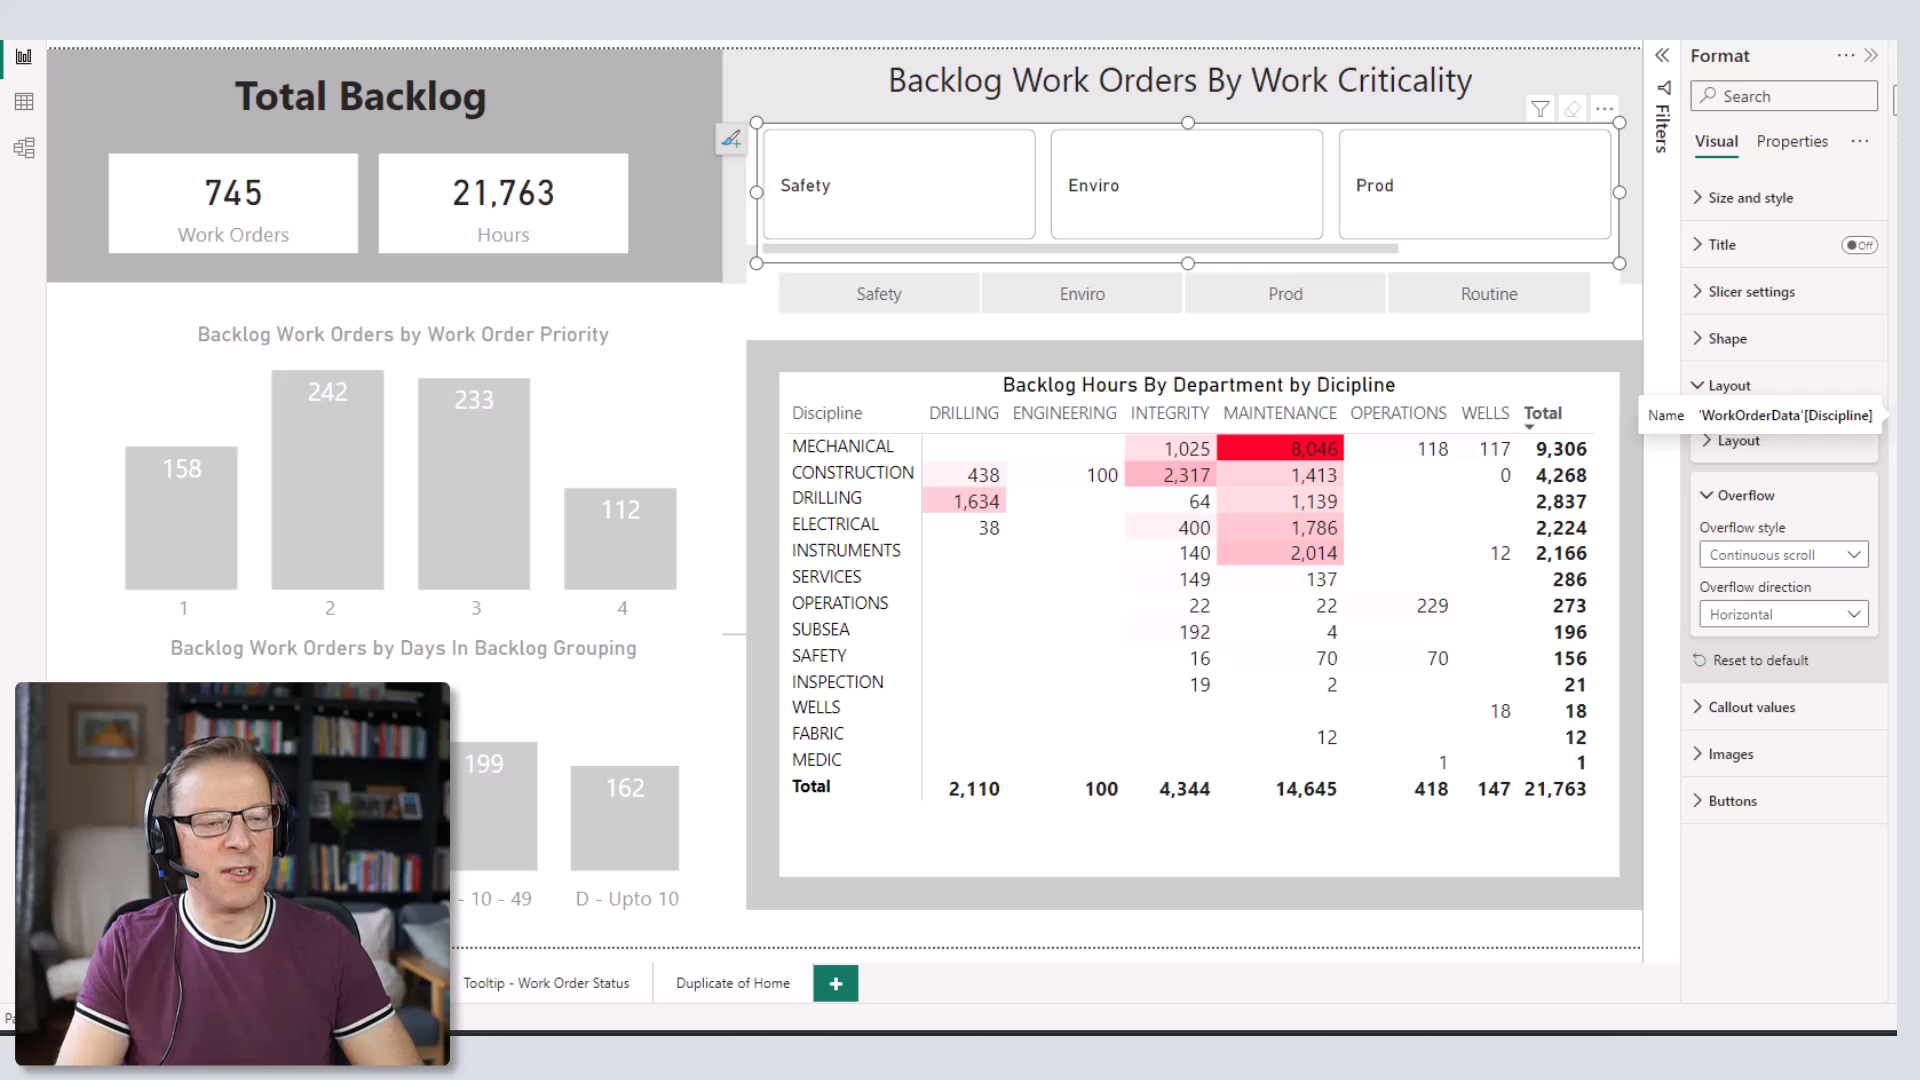 Total Backlog
745
Work Orders
21,763
Hours
Backlog Work Orders By Work Criticality
Safety
Enviro
Prod
Safety
Enviro
Prod
Routine
Backlog Work Orders by Work Order Priority
158
242
233
112
1
2
3
4
Backlog Work Orders by Days In Backlog Grouping
199
162
- 10 - 49
D - Upto 10
Backlog Hours By Department by Dicipline
Discipline DRILLING ENGINEERING INTEGRITY MAINTENANCE OPERATIONS WELLS Total
MECHANICAL 1,025 8,046 118 117 9,306
CONSTRUCTION 438 100 2,317 1,413 0 4,268
DRILLING 1,634 64 1,139 2,837
ELECTRICAL 38 400 1,786 2,224
INSTRUMENTS 140 2,014 12 2,166
SERVICES 149 137 286
OPERATIONS 22 22 229 273
SUBSEA 192 4 196
SAFETY 16 70 70 156
INSPECTION 19 2 21
WELLS 18 18
FABRIC 12 12
MEDIC 1 1
Total 2,110 100 4,344 14,645 418 147 21,763
Tooltip - Work Order Status
Duplicate of Home
Filters
Format
Search
Visual
Properties
Size and style
Title
Off
Slicer settings
Shape
Layout
Name 'WorkOrderData'[Discipline]
Layout
Overflow
Overflow style
Continuous scroll
Overflow direction
Horizontal
Reset to default
Callout values
Images
Buttons